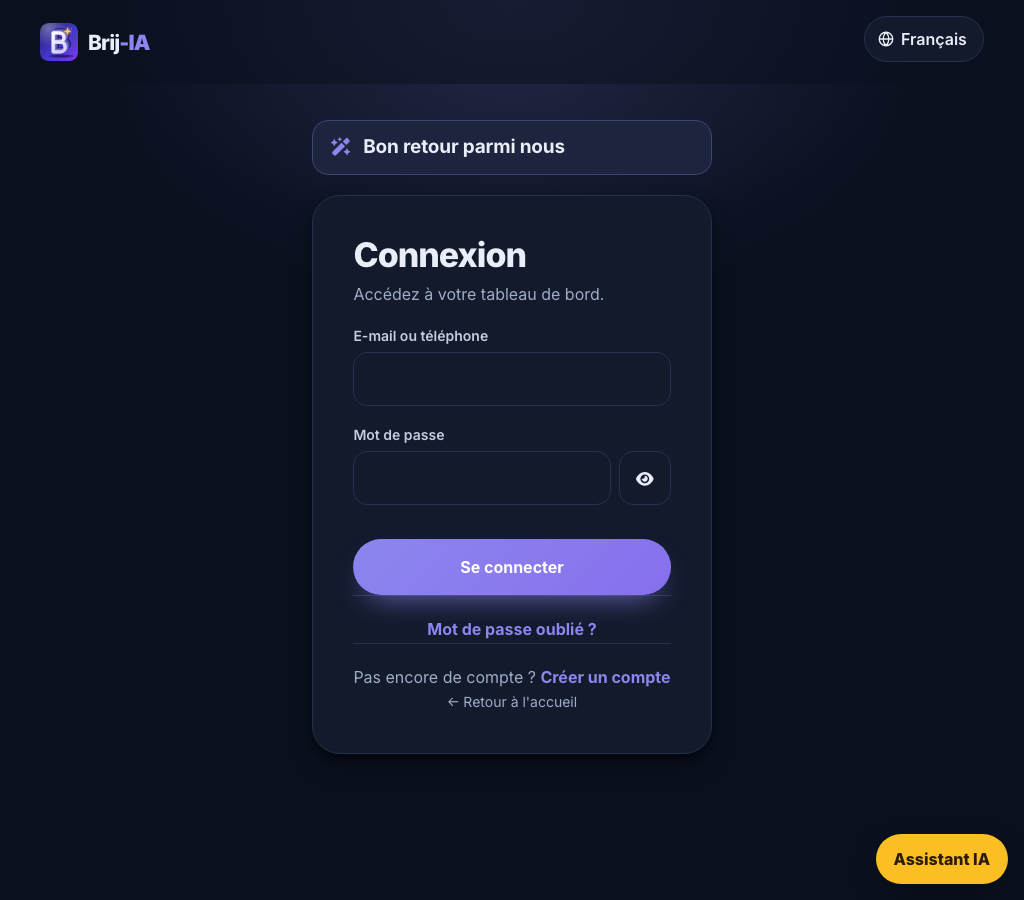 Brij-IA
Français
Bon retour parmi nous
Connexion
Accédez à votre tableau de bord.
E-mail ou téléphone
Mot de passe
Se connecter
Mot de passe oublié ?
Pas encore de compte ? Créer un compte
← Retour à l'accueil
Assistant IA